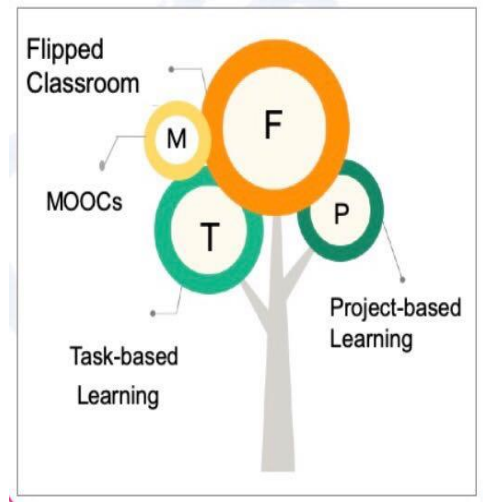 Flipped
Classroom
F
M
MOOCs
T
P
Project-based
Learning
Task-based
Learning